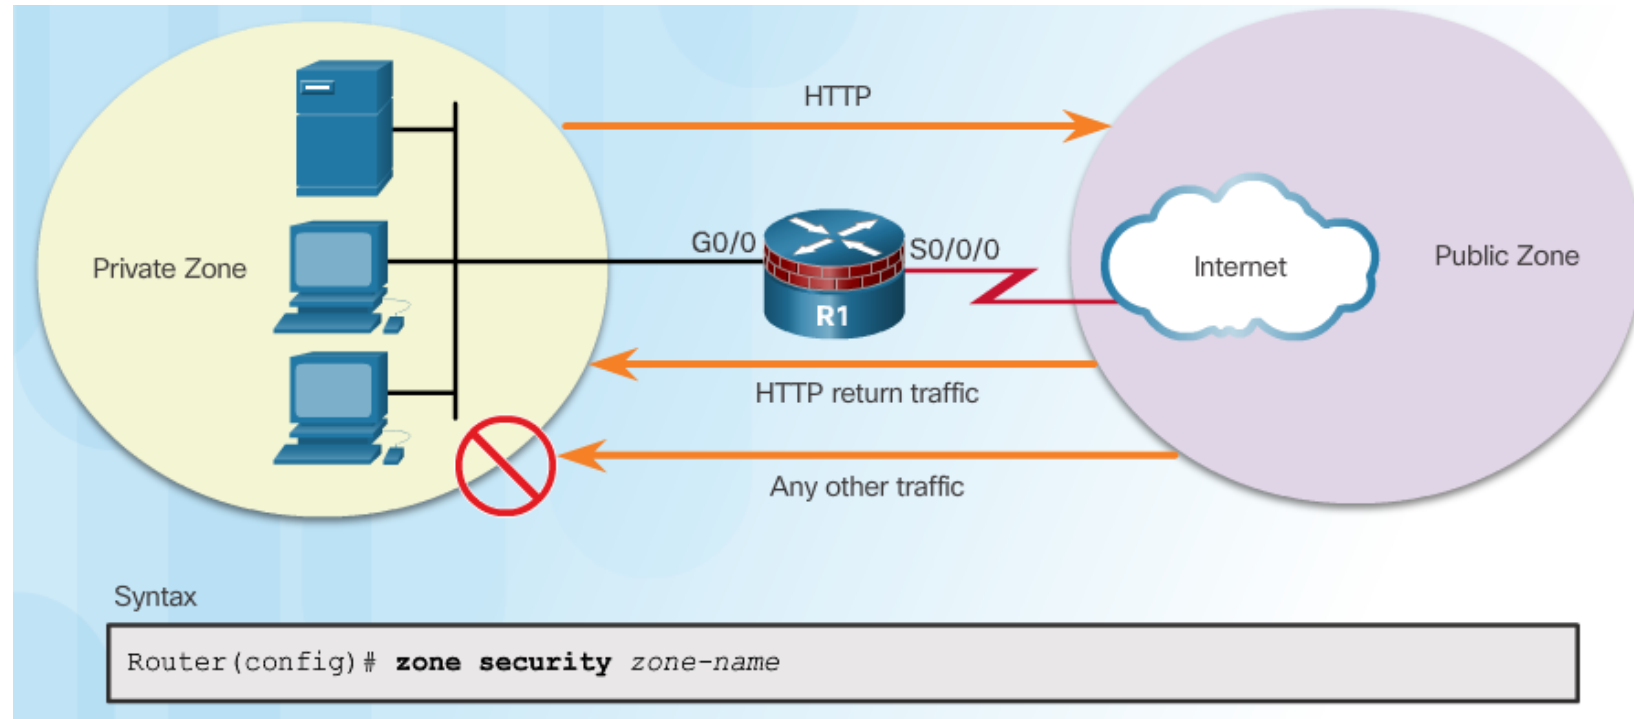 HTTP
Private Zone
G0/0
S0/0/0
R1
Internet
Public Zone
HTTP return traffic
Any other traffic
Syntax
Router(config)# zone security zone-name